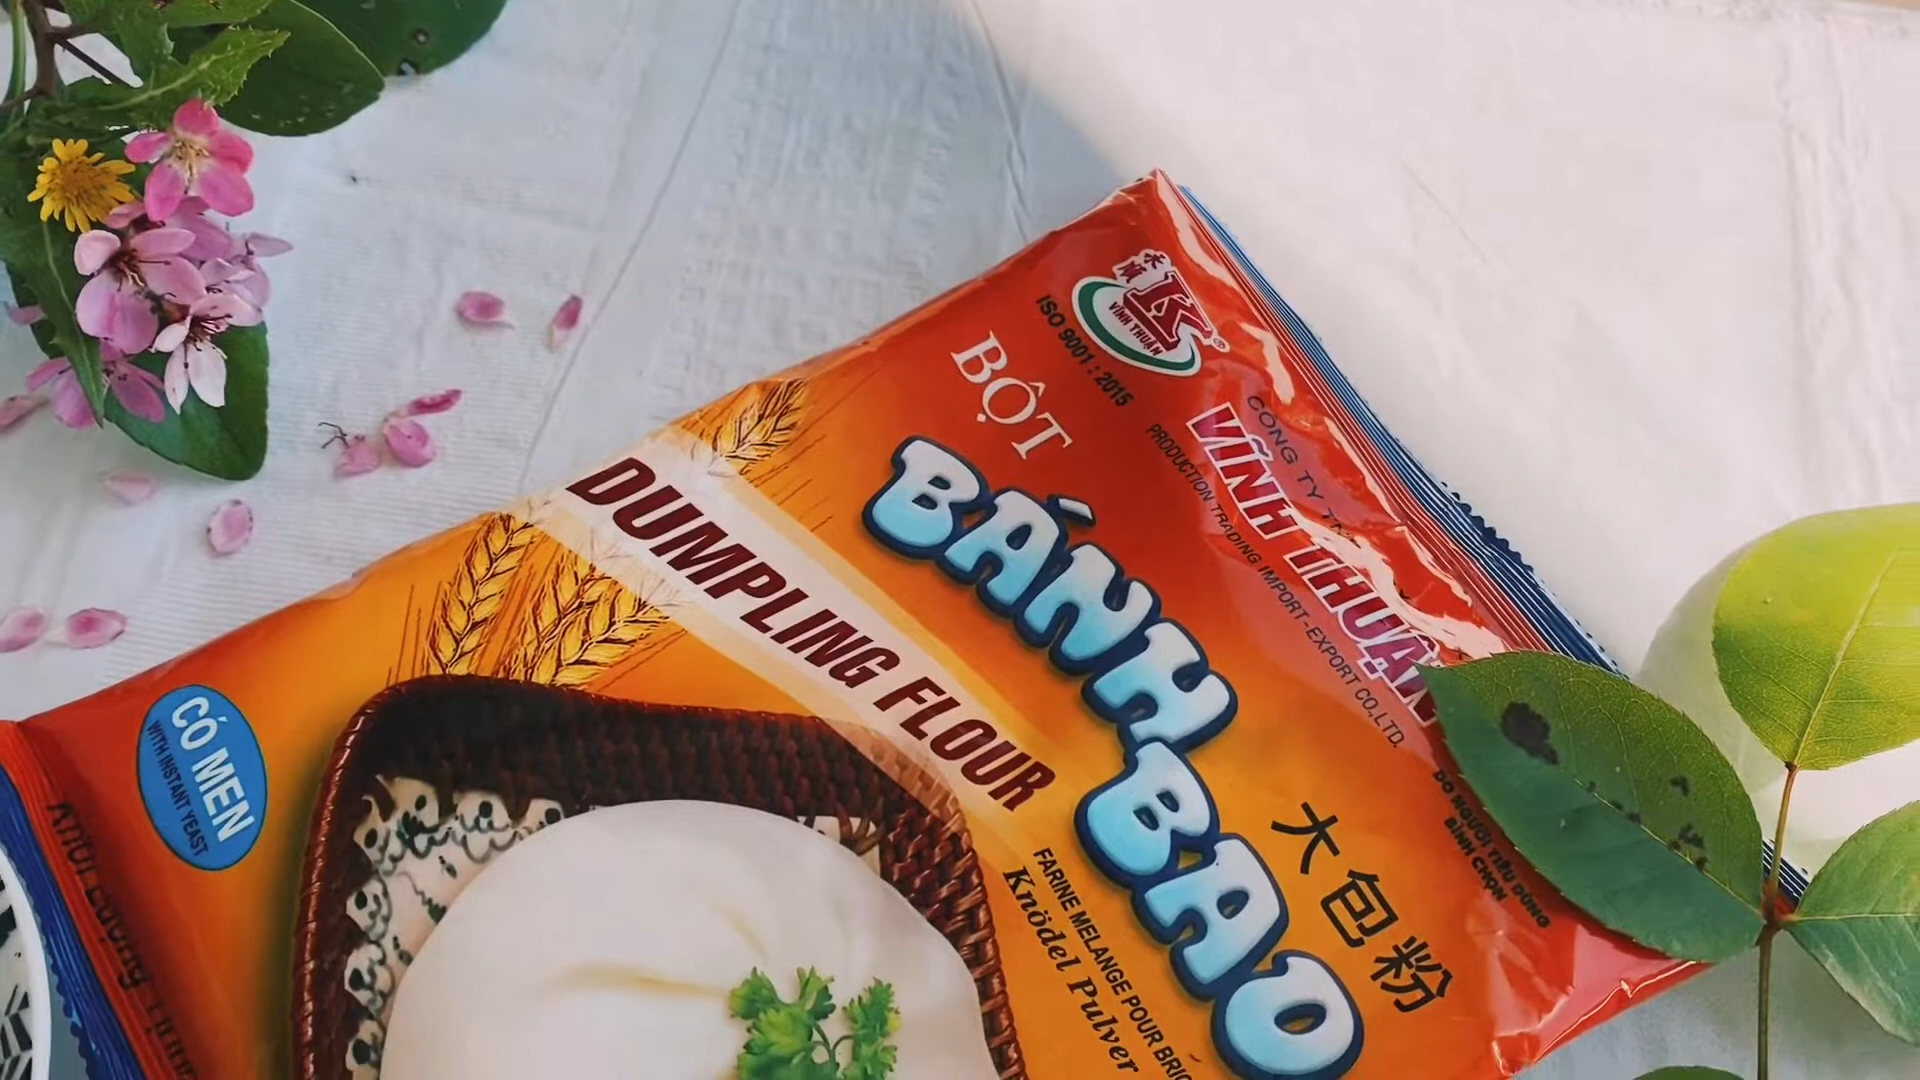 永
順
K
VĨNH THUẬN
®
ISO 9001 : 2015
CÔNG TY
VĨNH THUẬN
PRODUCTION TRADING IMPORT-EXPORT CO.,LTD.
BỘT
BÁNH
BAO
DUMPLING FLOUR
大包粉
DO NGƯỜI TIÊU DÙNG
BÌNH CHỌN
FARINE MELANGE POUR
Knödel Pulver
CÓ MEN
WITH INSTANT YEAST